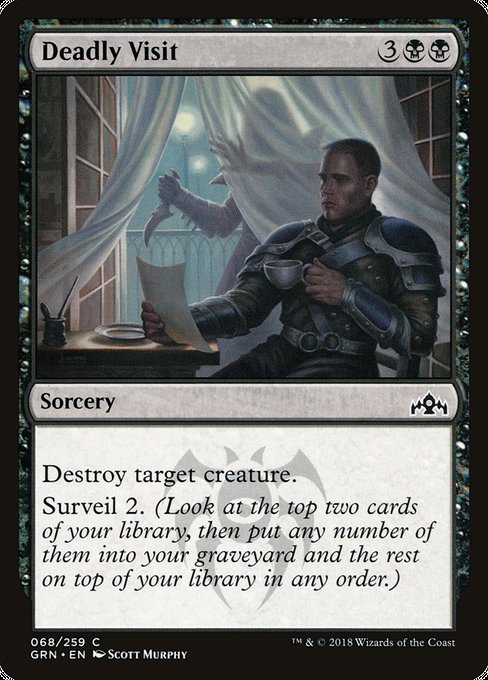 Deadly Visit 3
Sorcery
Destroy target creature.
Surveil 2. (Look at the top two cards
of your library, then put any number of
them into your graveyard and the rest
on top of your library in any order.)
068/259 C
GRN • EN Scott Murphy
™ & © 2018 Wizards of the Coast